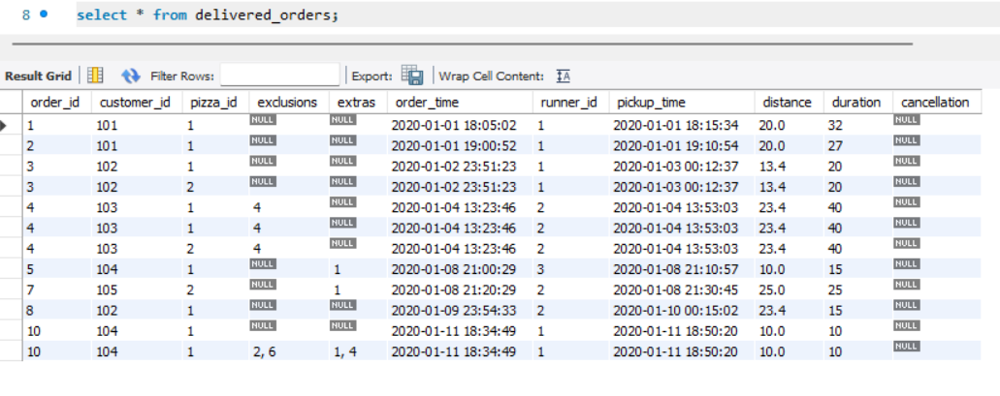 8 select * from delivered_orders;
Result Grid Filter Rows: Export: Wrap Cell Content: IA
order_id customer_id pizza_id exclusions extras order_time runner_id pickup_time distance duration cancellation
1 101 1 NULL NULL 2020-01-01 18:05:02 1 2020-01-01 18:15:34 20.0 32 NULL
2 101 1 NULL NULL 2020-01-01 19:00:52 1 2020-01-01 19:10:54 20.0 27 NULL
3 102 1 NULL NULL 2020-01-02 23:51:23 1 2020-01-03 00:12:37 13.4 20 NULL
3 102 2 NULL NULL 2020-01-02 23:51:23 1 2020-01-03 00:12:37 13.4 20 NULL
4 103 1 4 NULL 2020-01-04 13:23:46 2 2020-01-04 13:53:03 23.4 40 NULL
4 103 1 4 NULL 2020-01-04 13:23:46 2 2020-01-04 13:53:03 23.4 40 NULL
4 103 2 4 NULL 2020-01-04 13:23:46 2 2020-01-04 13:53:03 23.4 40 NULL
5 104 1 NULL 1 2020-01-08 21:00:29 3 2020-01-08 21:10:57 10.0 15 NULL
7 105 2 NULL 1 2020-01-08 21:20:29 2 2020-01-08 21:30:45 25.0 25 NULL
8 102 1 NULL NULL 2020-01-09 23:54:33 2 2020-01-10 00:15:02 23.4 15 NULL
10 104 1 NULL NULL 2020-01-11 18:34:49 1 2020-01-11 18:50:20 10.0 10 NULL
10 104 1 2, 6 1, 4 2020-01-11 18:34:49 1 2020-01-11 18:50:20 10.0 10 NULL